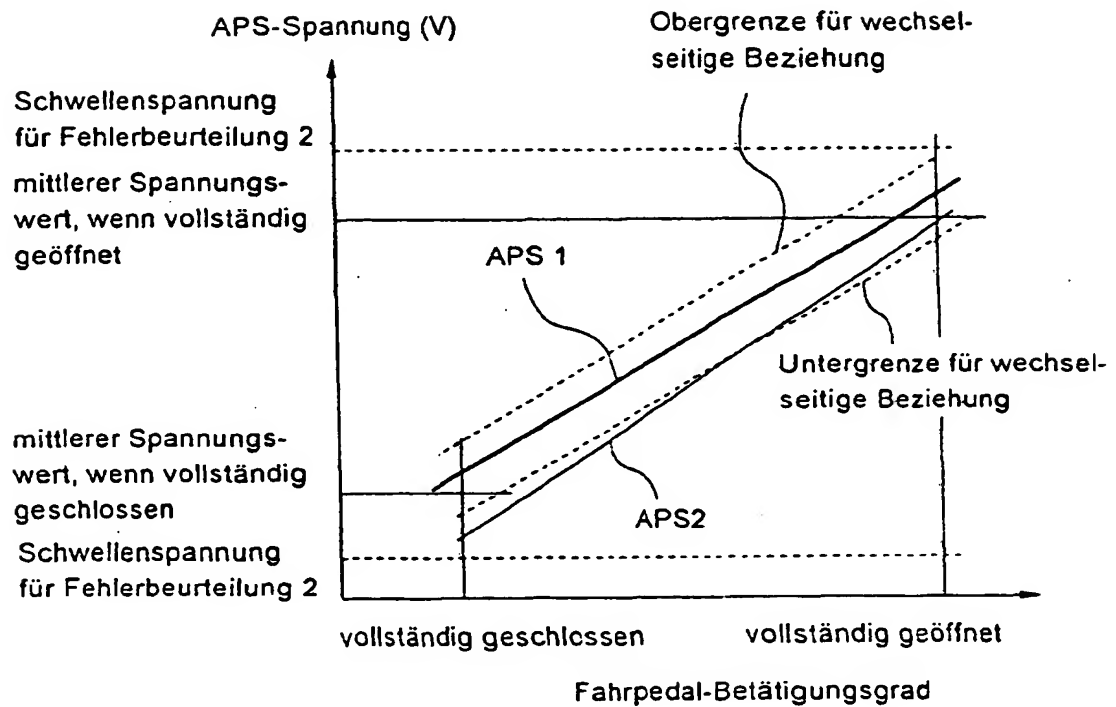 APS-Spannung (V)
Obergrenze für wechsel-
seitige Beziehung
Schwellenspannung
für Fehlerbeurteilung 2
mittlerer Spannungs-
wert, wenn vollständig
geöffnet
APS 1
Untergrenze für wechsel-
seitige Beziehung
mittlerer Spannungs-
wert, wenn vollständig
geschlossen
APS2
Schwellenspannung
für Fehlerbeurteilung 2
vollständig geschlossen
vollständig geöffnet
Fahrpedal-Betätigungsgrad